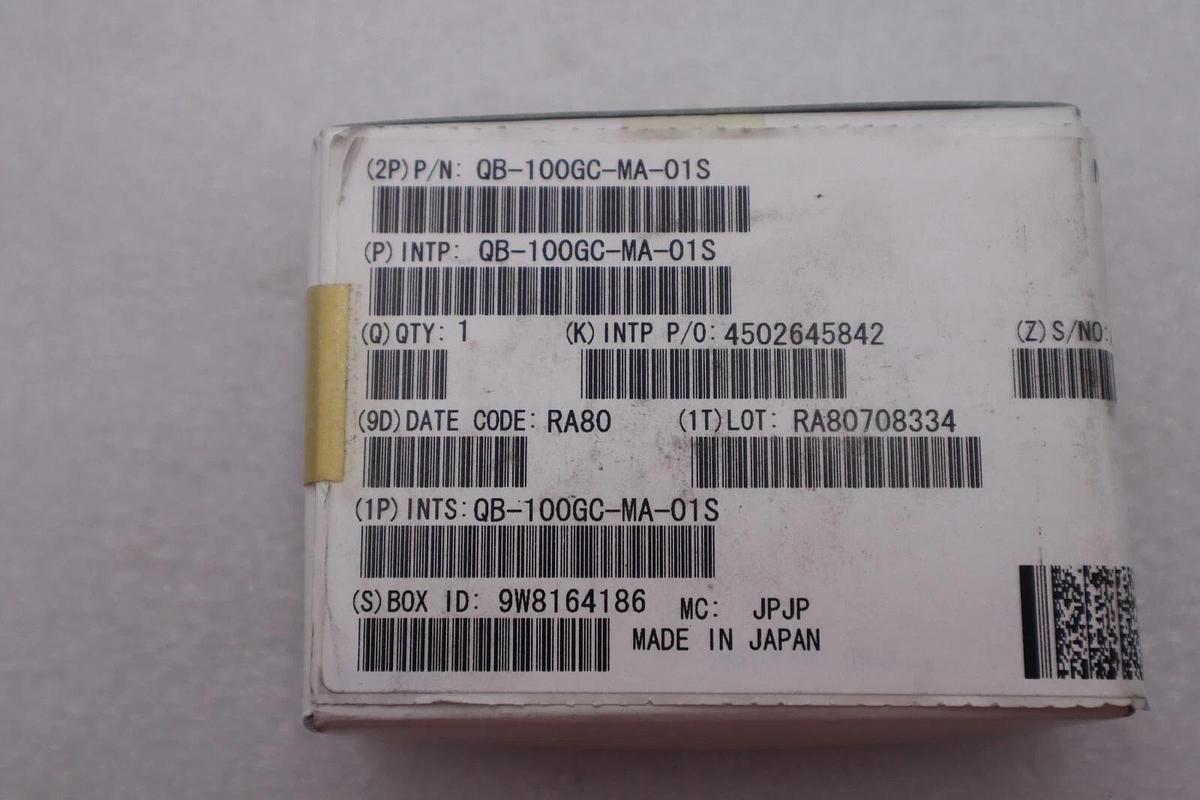 (2P)P/N: QB-100GC-MA-01S
(P)INTP: QB-100GC-MA-01S
(Q)QTY: 1 (K)INTP P/O:4502645842 (Z)S/NO:
(9D)DATE CODE:RA80 (1T)LOT: RA80708334
(1P)INTS:QB-100GC-MA-01S
(S)BOX ID: 9W8164186 MC: JPJP
MADE IN JAPAN